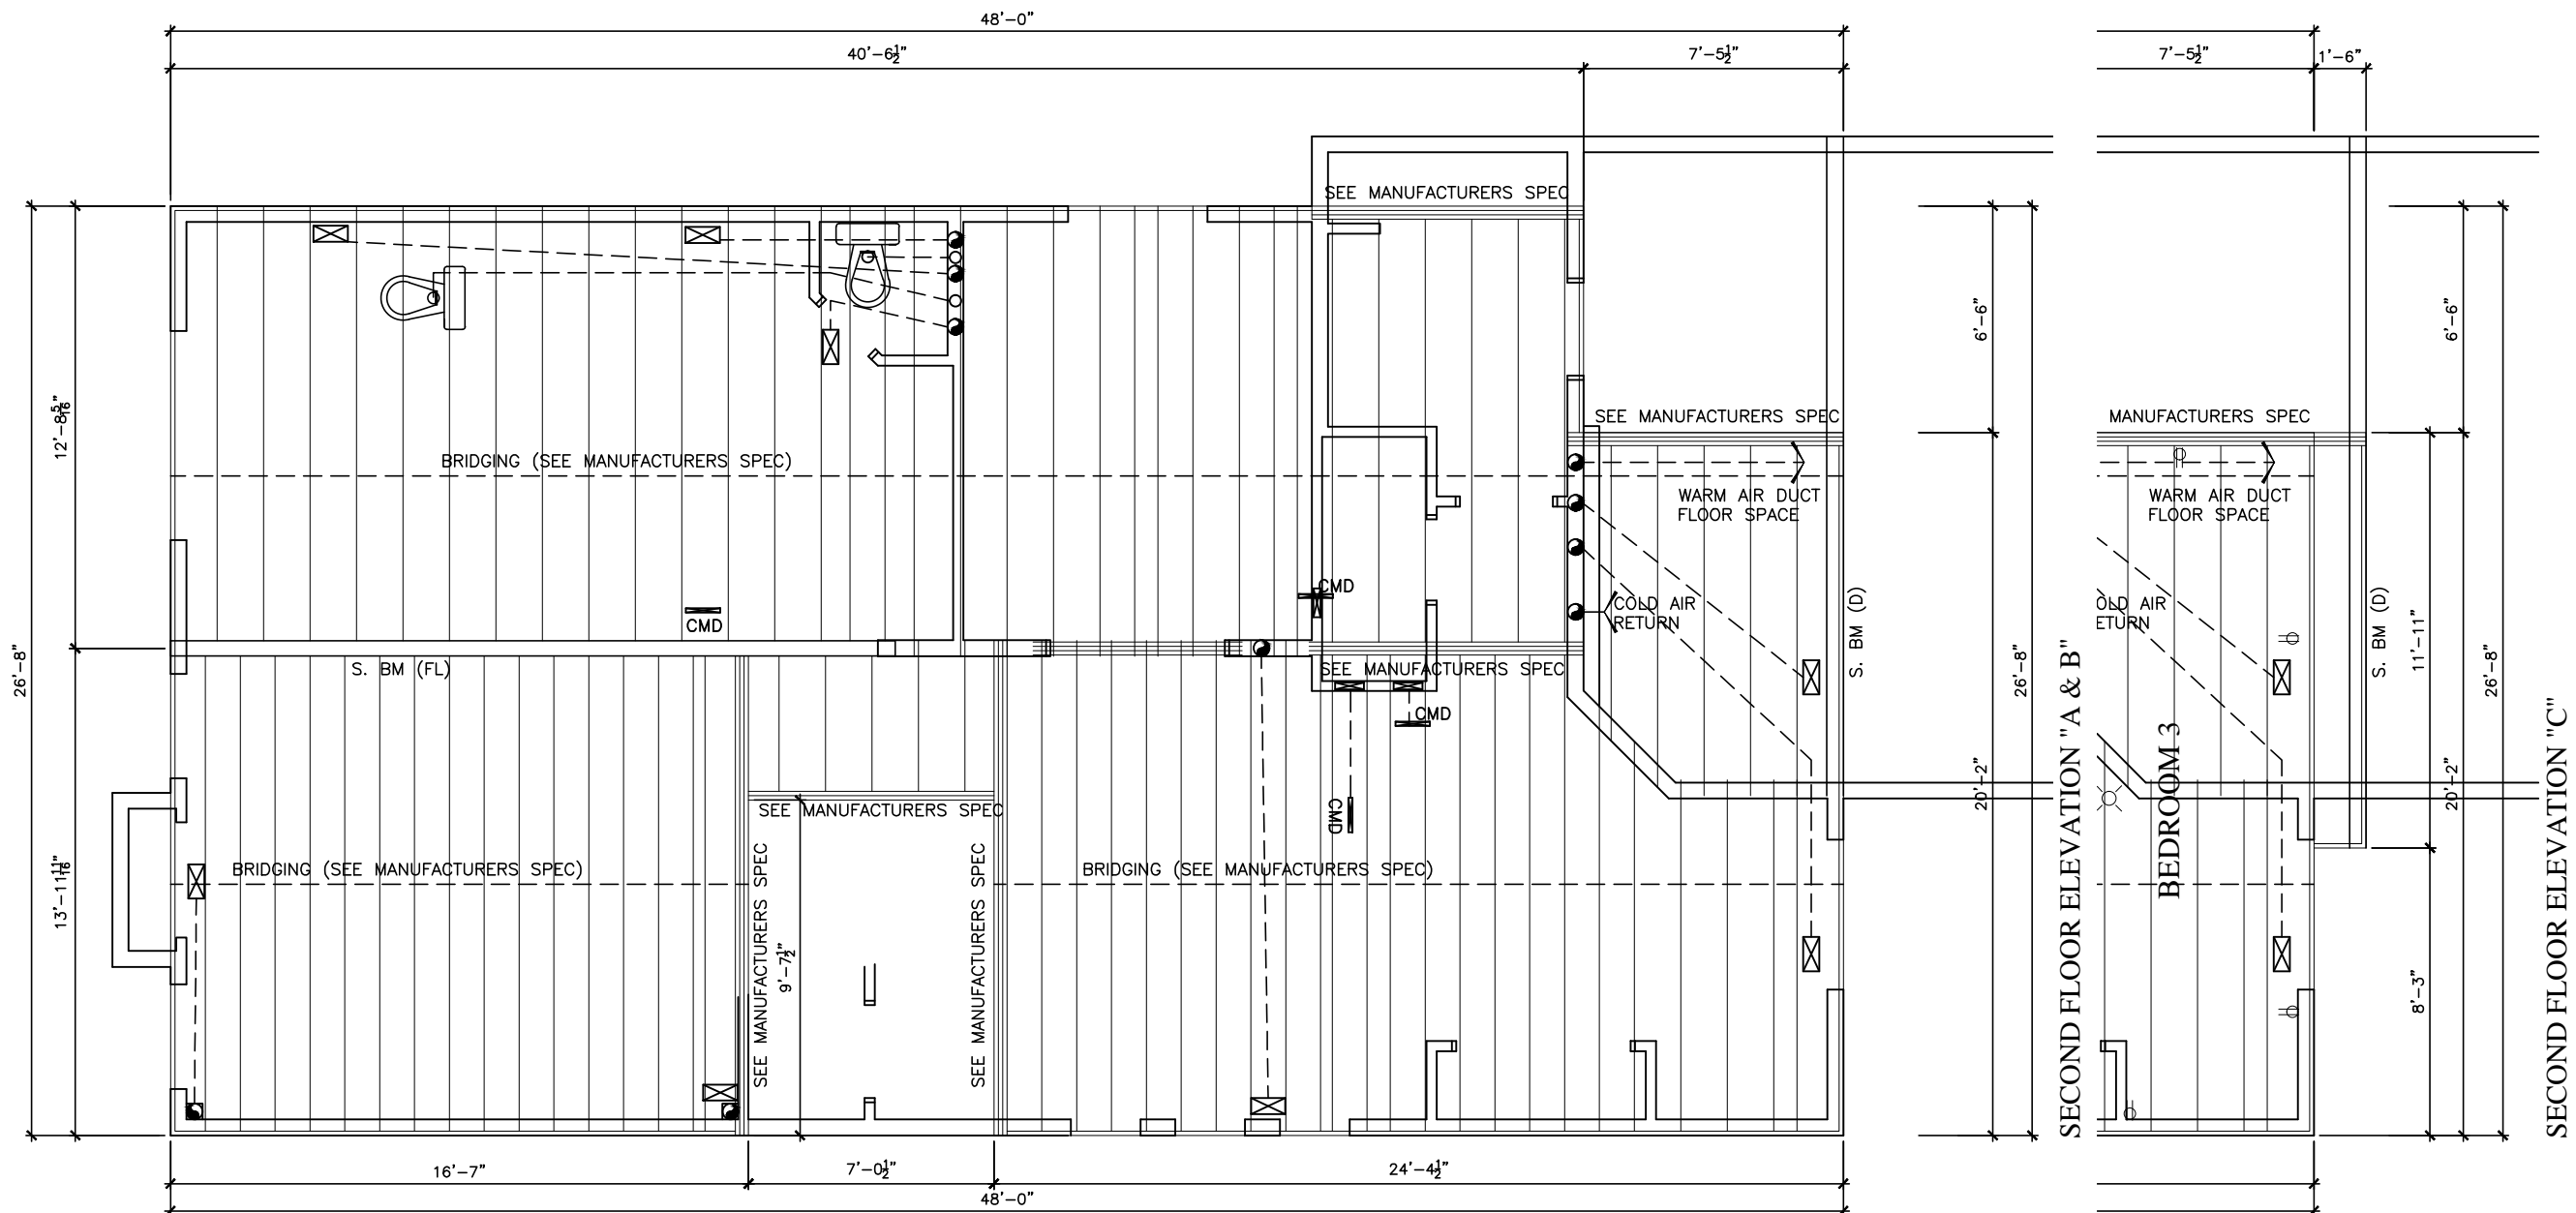 48'-0"
40'-6½"
7'-5½"
7'-5½"
1'-6"
SEE MANUFACTURERS SPEC
6'-6"
6'-6"
12'-8 5/16"
SEE MANUFACTURERS SPEC
MANUFACTURERS SPEC
BRIDGING (SEE MANUFACTURERS SPEC)
WARM AIR DUCT
FLOOR SPACE
WARM AIR DUCT
FLOOR SPACE
CMD
CMD
COLD AIR
RETURN
OLD AIR
ETURN
S. BM (D)
S. BM (D)
26'-8"
S. BM (FL)
SEE MANUFACTURERS SPEC
CMD
26'-8"
11'-11"
26'-8"
CMD
SEE MANUFACTURERS SPEC
20'-2"
20'-2"
BRIDGING (SEE MANUFACTURERS SPEC)
BRIDGING (SEE MANUFACTURERS SPEC)
13'-11 11/16"
SEE MANUFACTURERS SPEC
9'-7½"
SEE MANUFACTURERS SPEC
BEDROOM 3
8'-3"
SECOND FLOOR ELEVATION "A & B"
SECOND FLOOR ELEVATION "C"
16'-7"
7'-0½"
24'-4½"
48'-0"